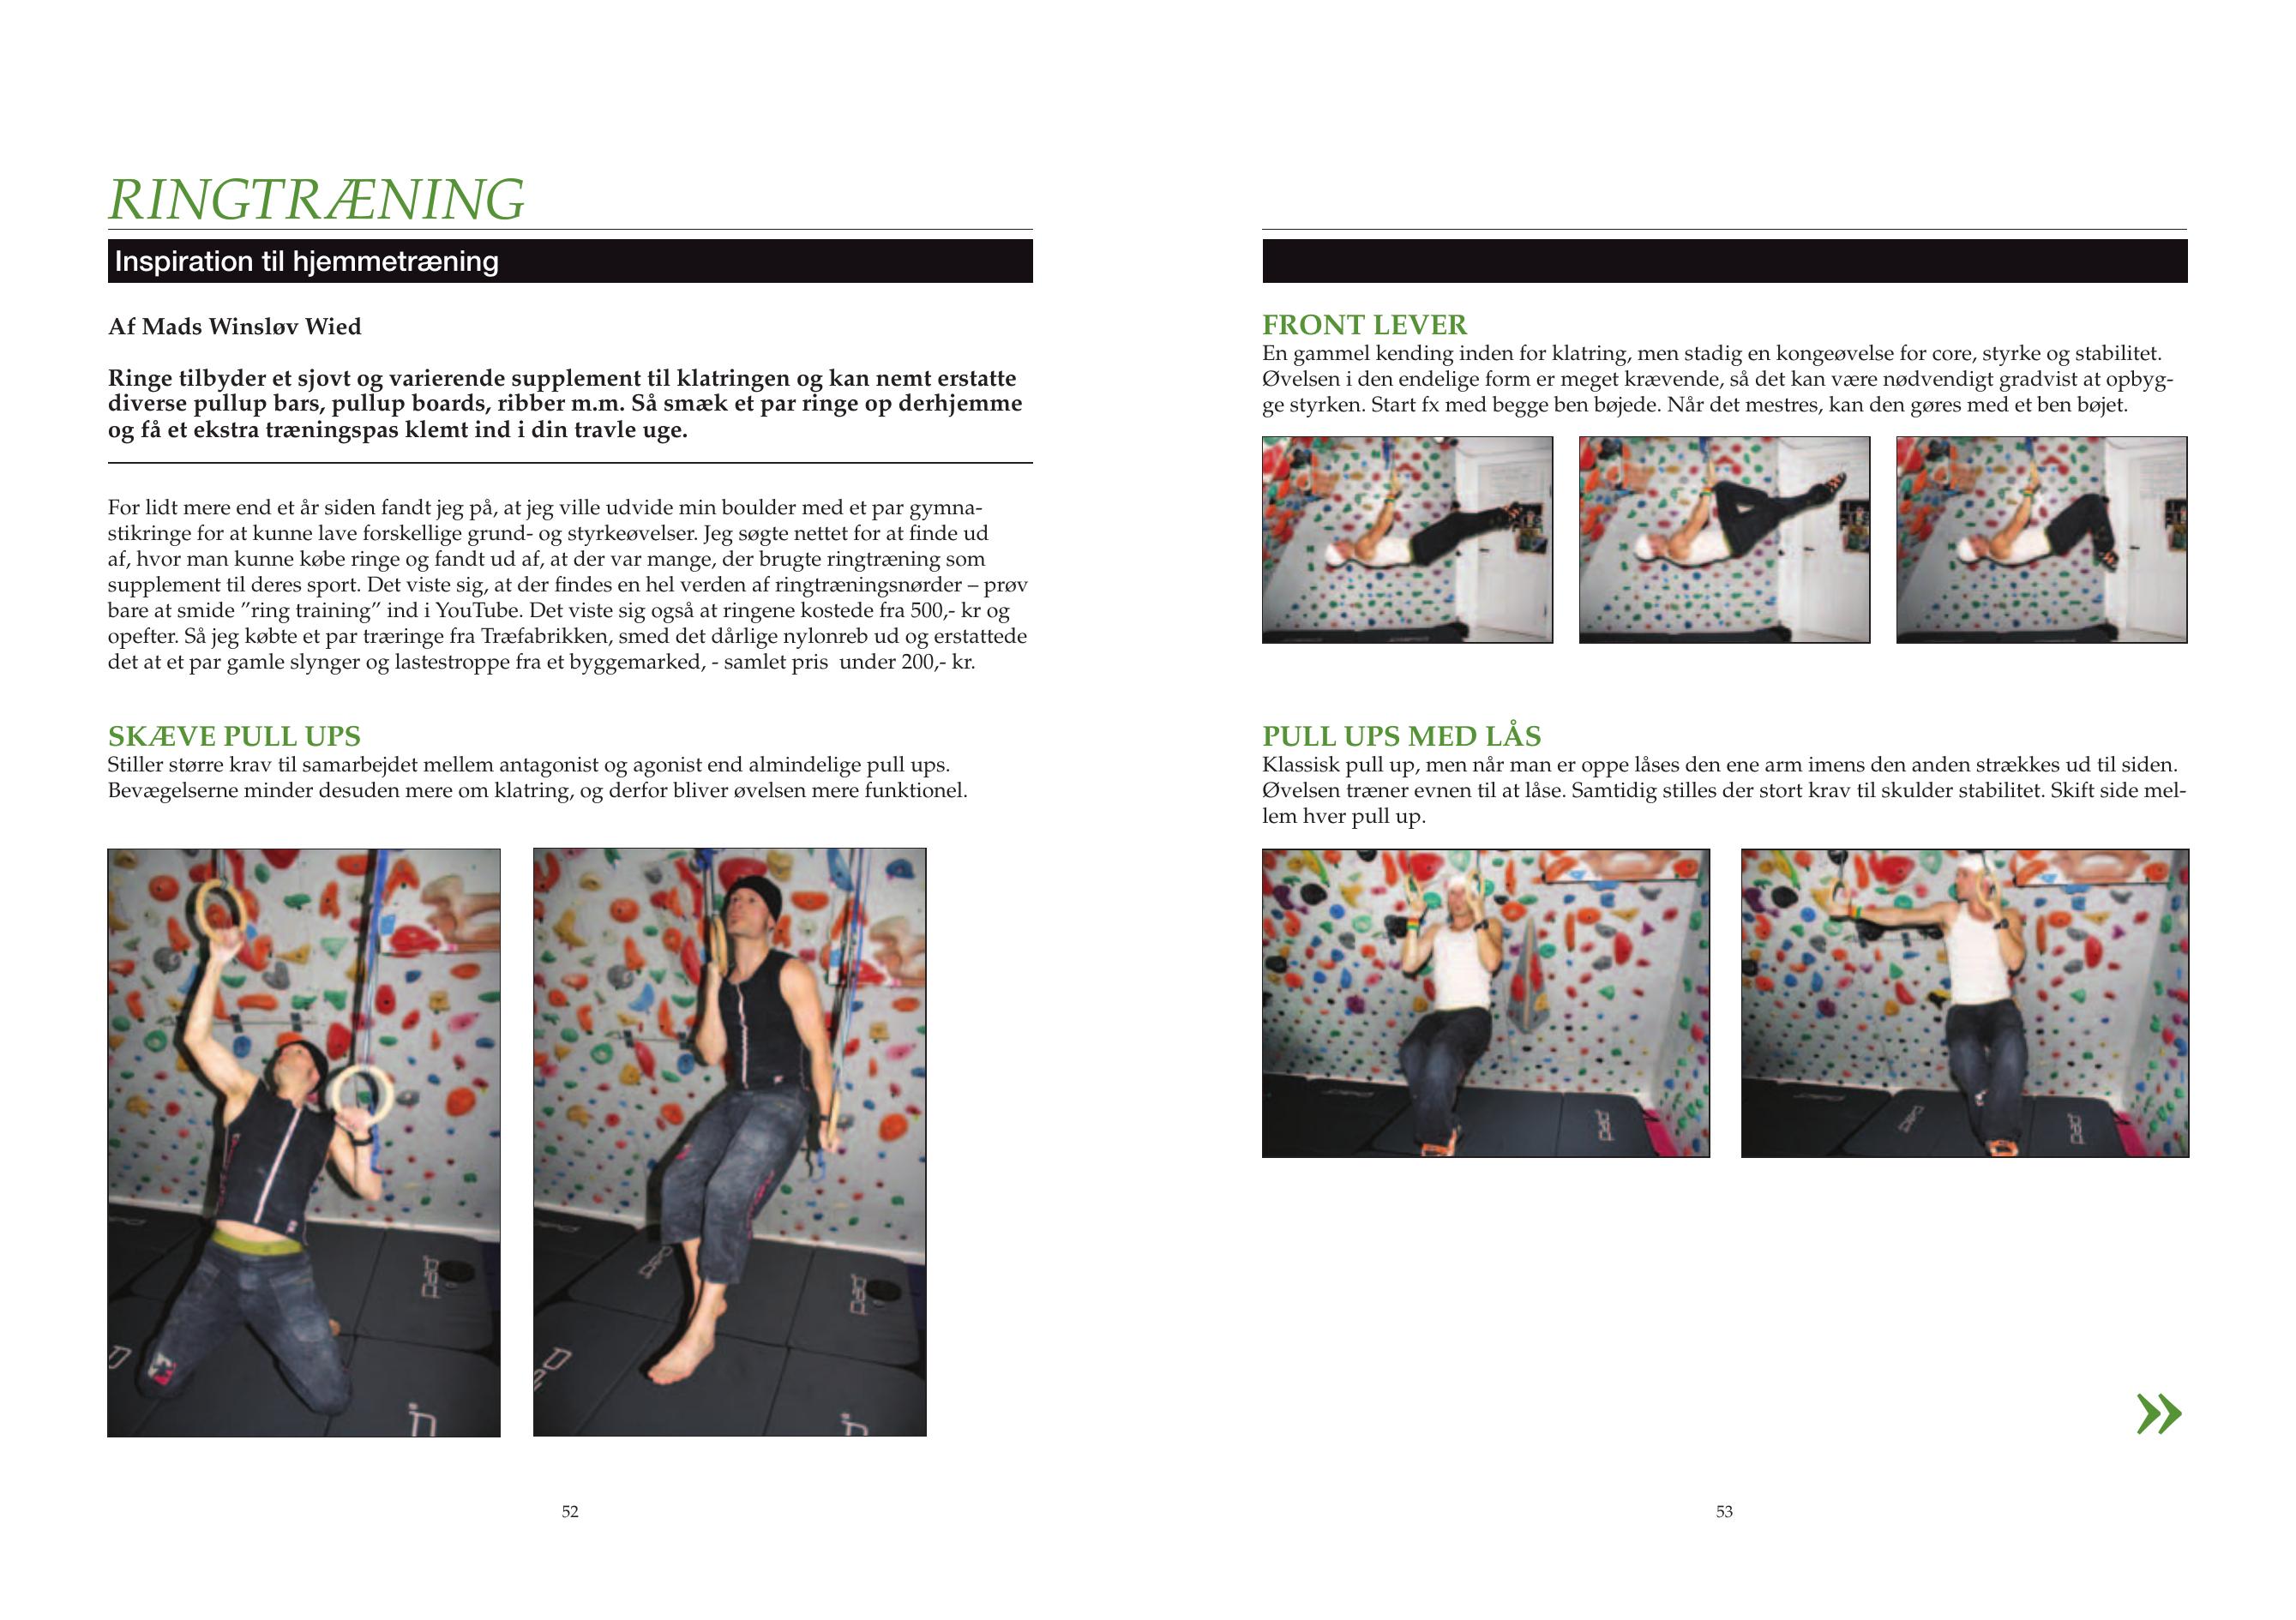 RINGTRÆNING
Inspiration til hjemmetræning
Af Mads Winsløv Wied
Ringe tilbyder et sjovt og varierende supplement til klatringen og kan nemt erstatte
diverse pullup bars, pullup boards, ribber m.m. Så smæk et par ringe op derhjemme
og få et ekstra træningspas klemt ind i din travle uge.
For lidt mere end et år siden fandt jeg på, at jeg ville udvide min boulder med et par gymna-
stikringe for at kunne lave forskellige grund- og styrkeøvelser. Jeg søgte nettet for at finde ud
af, hvor man kunne købe ringe og fandt ud af, at der var mange, der brugte ringtræning som
supplement til deres sport. Det viste sig, at der findes en hel verden af ringtræningsnørder – prøv
bare at smide ”ring training” ind i YouTube. Det viste sig også at ringene kostede fra 500,- kr og
opefter. Så jeg købte et par træringe fra Træfabrikken, smed det dårlige nylonreb ud og erstattede
det at et par gamle slynger og lastestroppe fra et byggemarked, - samlet pris  under 200,- kr.
SKÆVE PULL UPS
Stiller større krav til samarbejdet mellem antagonist og agonist end almindelige pull ups.
Bevægelserne minder desuden mere om klatring, og derfor bliver øvelsen mere funktionel.
52
FRONT LEVER
En gammel kending inden for klatring, men stadig en kongeøvelse for core, styrke og stabilitet.
Øvelsen i den endelige form er meget krævende, så det kan være nødvendigt gradvist at opbyg-
ge styrken. Start fx med begge ben bøjede. Når det mestres, kan den gøres med et ben bøjet.
PULL UPS MED LÅS
Klassisk pull up, men når man er oppe låses den ene arm imens den anden strækkes ud til siden.
Øvelsen træner evnen til at låse. Samtidig stilles der stort krav til skulder stabilitet. Skift side mel-
lem hver pull up.
»
53